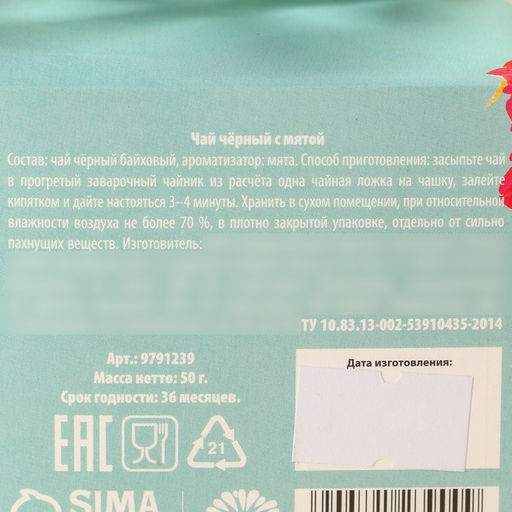 Чай чёрный с мятой
Состав: чай чёрный байховый, ароматизатор: мята. Способ приготовления: засыпьте чай
в прогретый заварочный чайник из расчёта одна чайная ложка на чашку, залейте
кипятком и дайте настояться 3–4 минуты. Хранить в сухом помещении, при относительной
влажности воздуха не более 70 %, в плотно закрытой упаковке, отдельно от сильно
пахнущих веществ. Изготовитель:
ТУ 10.83.13-002-53910435-2014
Арт.: 9791239
Масса нетто: 50 г.
Срок годности: 36 месяцев.
Дата изготовления:
EAC
21
SIMA